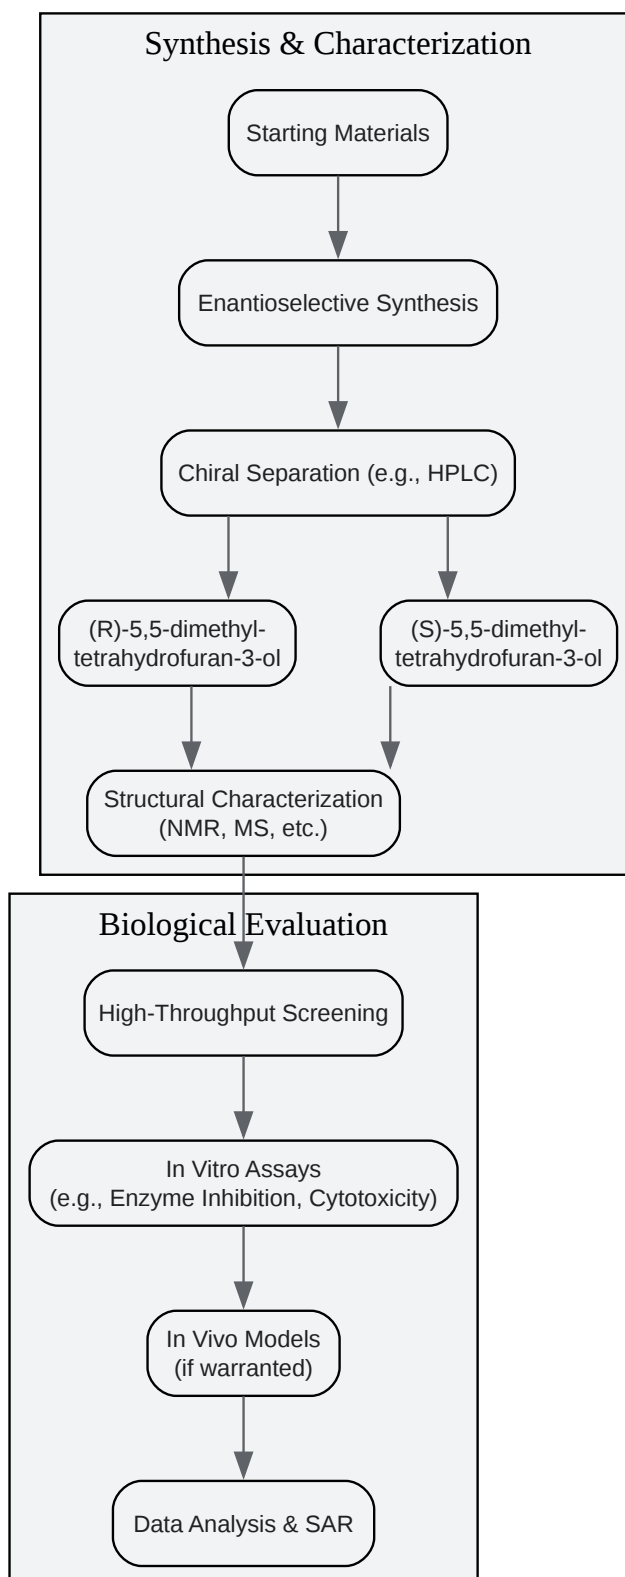 Synthesis & Characterization
Starting Materials
Enantioselective Synthesis
Chiral Separation (e.g., HPLC)
(R)-5,5-dimethyl-
tetrahydrofuran-3-ol
(S)-5,5-dimethyl-
tetrahydrofuran-3-ol
Structural Characterization
(NMR, MS, etc.)
Biological Evaluation
High-Throughput Screening
In Vitro Assays
(e.g., Enzyme Inhibition, Cytotoxicity)
In Vivo Models
(if warranted)
Data Analysis & SAR